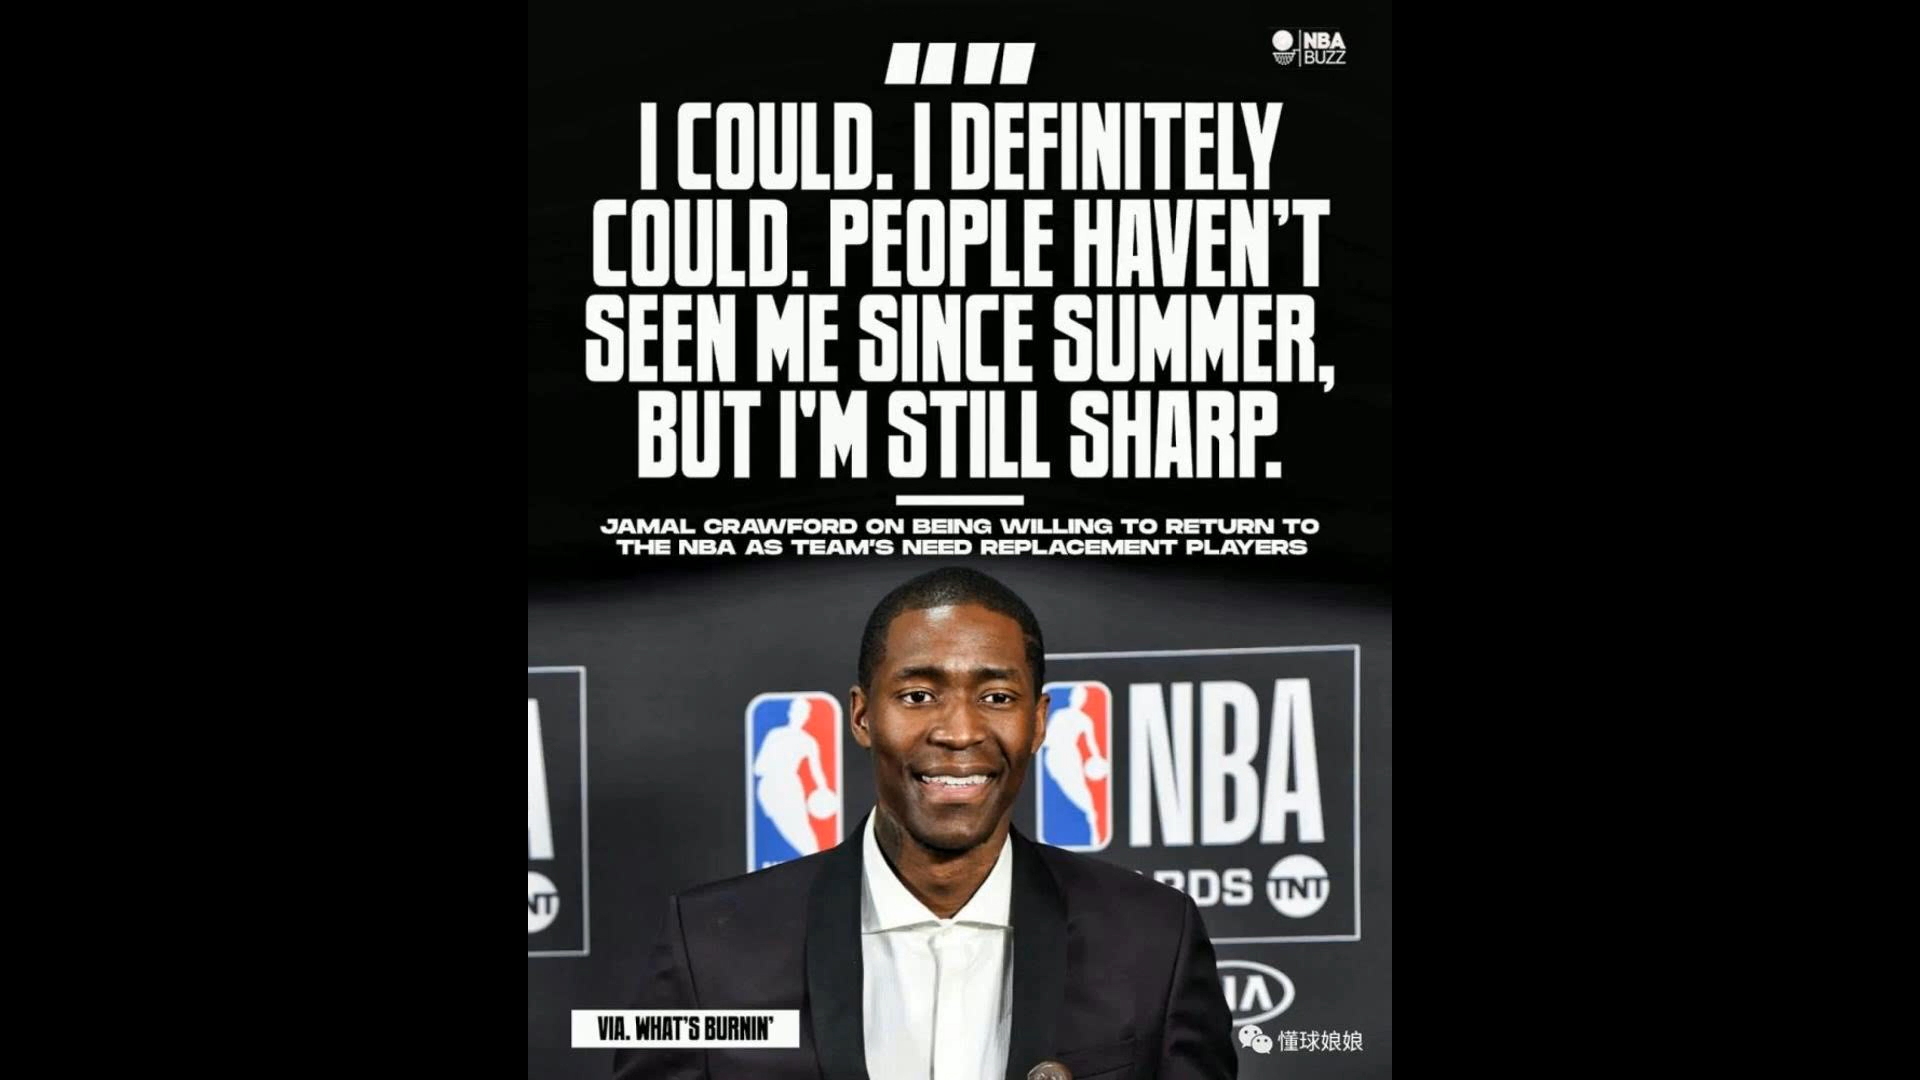 NBA
BUZZ
I COULD. I DEFINITELY
COULD. PEOPLE HAVEN'T
SEEN ME SINCE SUMMER,
BUT I'M STILL SHARP.
JAMAL CRAWFORD ON BEING WILLING TO RETURN TO
THE NBA AS TEAM'S NEED REPLACEMENT PLAYERS
NBA
RDS TNT
NT
VIA. WHAT'S BURNIN'
懂球娘娘